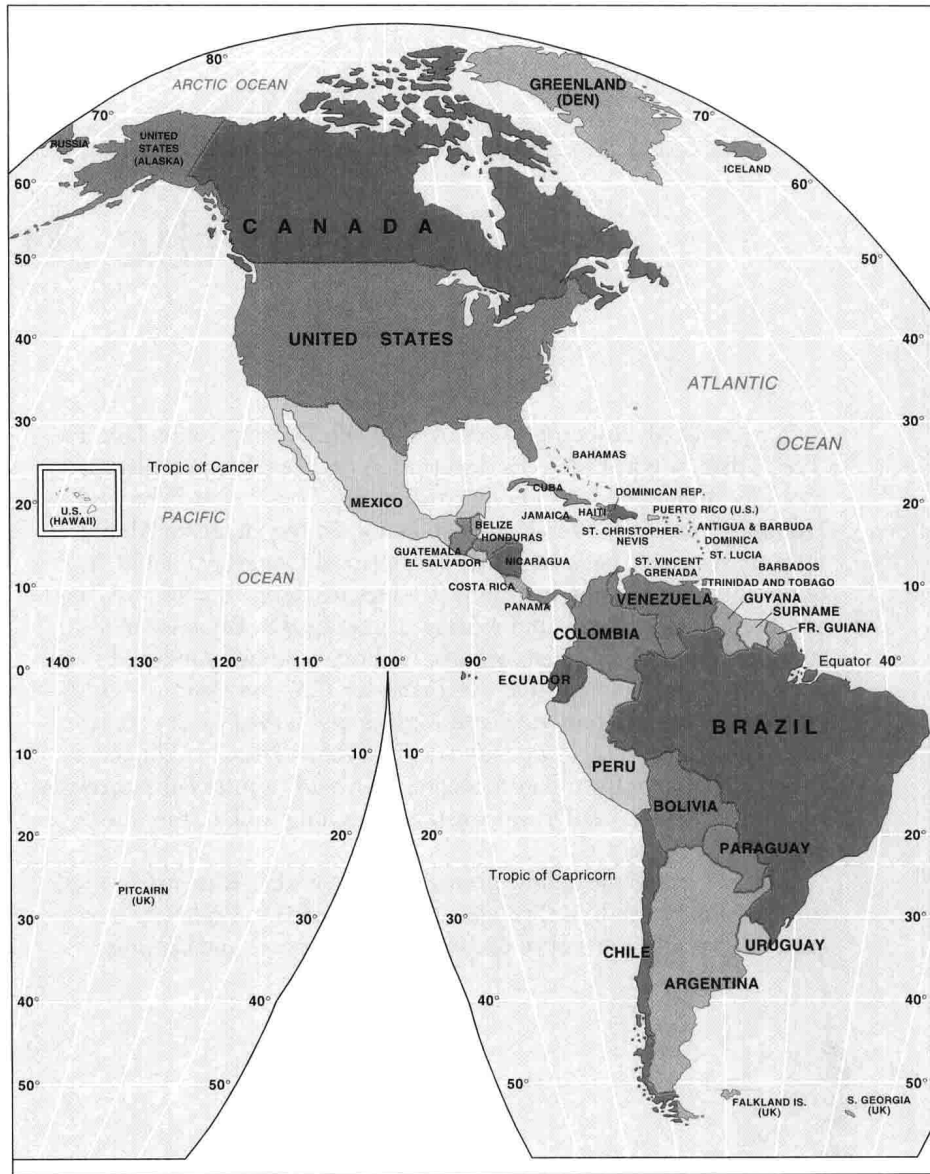 80°
ARCTIC OCEAN
GREENLAND
(DEN)
70°
70°
RUSSIA
UNITED
STATES
(ALASKA)
ICELAND
60°
60°
CANADA
50°
50°
40°
UNITED STATES
40°
ATLANTIC
30°
30°
OCEAN
Tropic of Cancer
BAHAMAS
U.S.
(HAWAII)
20°
PACIFIC
MEXICO
CUBA
DOMINICAN REP.
20°
JAMAICA
HAITI
PUERTO RICO (U.S.)
BELIZE
HONDURAS
ST. CHRISTOPHER-
NEVIS
ANTIGUA & BARBUDA
DOMINICA
GUATEMALA
EL SALVADOR
NICARAGUA
ST. LUCIA
ST. VINCENT
GRENADA
BARBADOS
OCEAN
COSTA RICA
TRINIDAD AND TOBAGO
10°
PANAMA
VENEZUELA
GUYANA
10°
SURNAME
COLOMBIA
FR. GUIANA
140°
130°
120°
110°
100°
90°
Equator
40°
0°
ECUADOR
0°
BRAZIL
10°
10°
10°
PERU
10°
BOLIVIA
20°
20°
20°
PARAGUAY
20°
Tropic of Capricorn
PITCAIRN
(UK)
30°
30°
30°
30°
CHILE
URUGUAY
ARGENTINA
40°
40°
40°
40°
50°
50°
50°
50°
FALKLAND IS.
(UK)
S. GEORGIA
(UK)